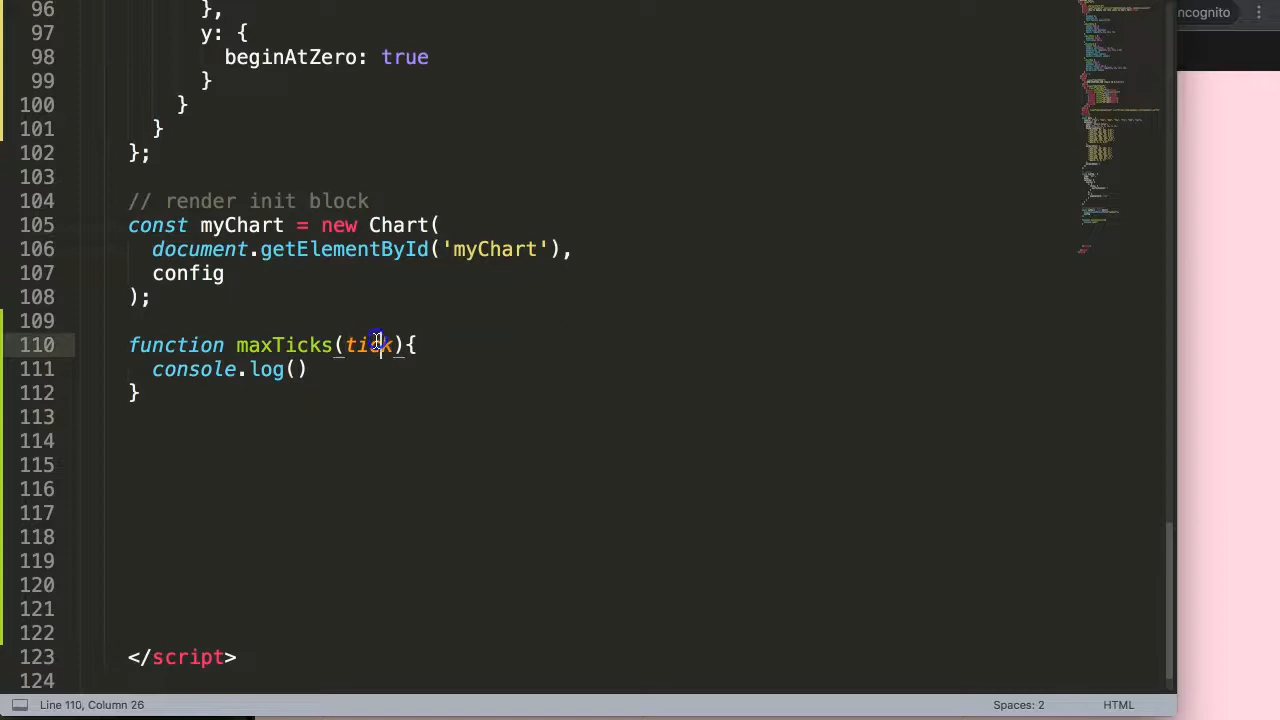 96 },
97 y: {
98 beginAtZero: true
99 }
100 }
101 }
102 };
103
104 // render init block
105 const myChart = new Chart(
106 document.getElementById('myChart'),
107 config
108 );
109
110 function maxTicks(tick){
111 console.log()
112 }
113
114
115
116
117
118
119
120
121
122
123 </script>
124
Line 110, Column 26
Spaces: 2
HTML
ncognito